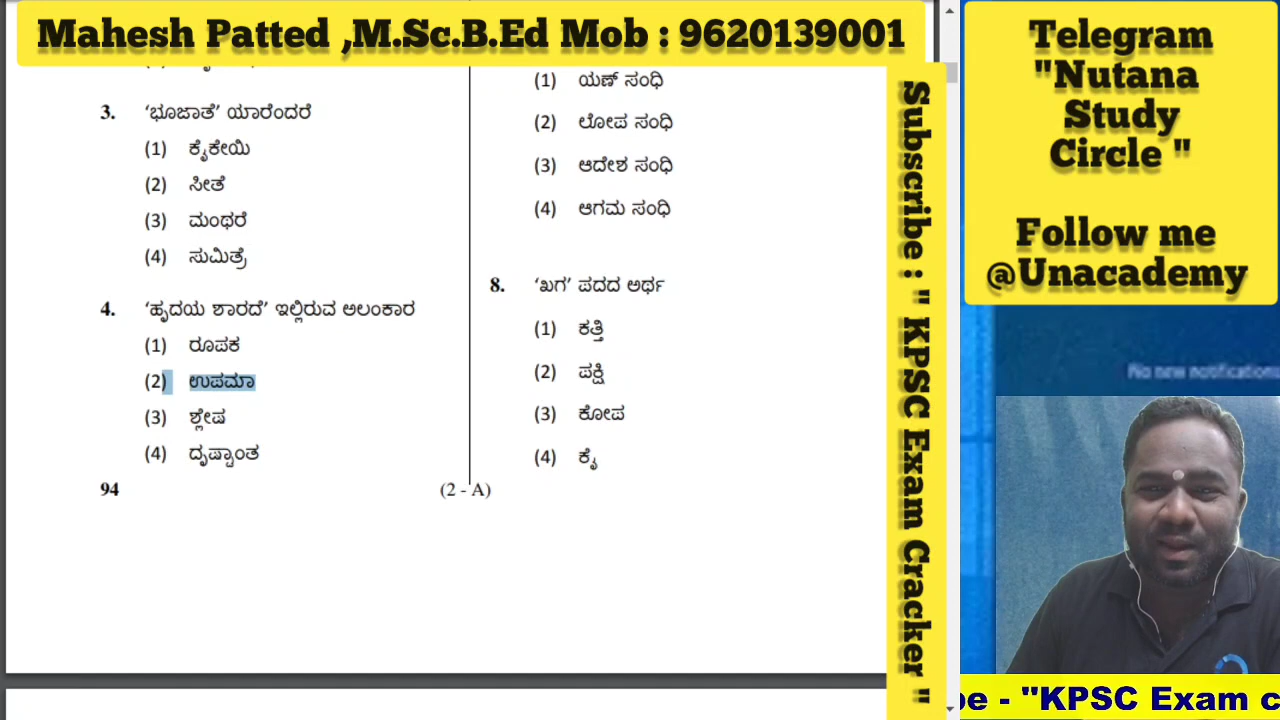 Mahesh Patted ,M.Sc.B.Ed Mob : 9620139001
3. ‘ಭೂಜಾತೆ’ ಯಾರೆಂದರೆ
(1) ಕೈಕೇಯಿ
(2) ಸೀತೆ
(3) ಮಂಥರೆ
(4) ಸುಮಿತ್ರೆ
4. ‘ಹೃದಯ ಶಾರದೆ’ ಇಲ್ಲಿರುವ ಅಲಂಕಾರ
(1) ರೂಪಕ
(2) ಉಪಮಾ
(3) ಶ್ಲೇಷ
(4) ದೃಷ್ಟಾಂತ
94
(2 - A)
(1) ಯಣ್ ಸಂಧಿ
(2) ಲೋಪ ಸಂಧಿ
(3) ಆದೇಶ ಸಂಧಿ
(4) ಆಗಮ ಸಂಧಿ
8. ‘ಖಗ’ ಪದದ ಅರ್ಥ
(1) ಕತ್ತಿ
(2) ಪಕ್ಷಿ
(3) ಕೋಪ
(4) ಕೈ
Subscribe : " KPSC Exam Cracker "
Telegram
"Nutana
Study
Circle "
Follow me
@Unacademy
No new notifications
be - "KPSC Exam c